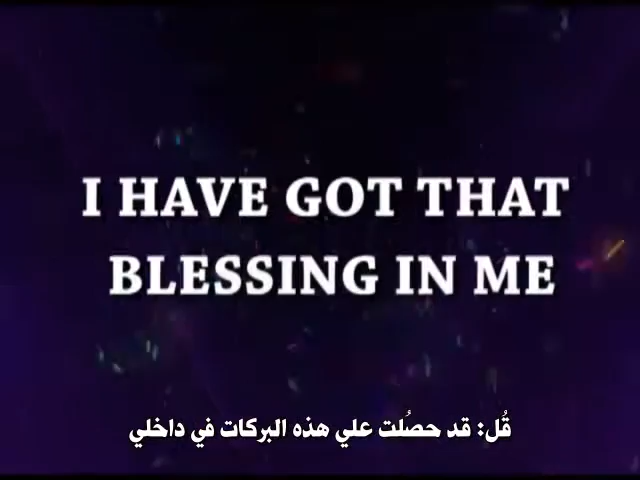 I HAVE GOT THAT
BLESSING IN ME
قُل: قد حصُلت علي هذه البركات في داخلي